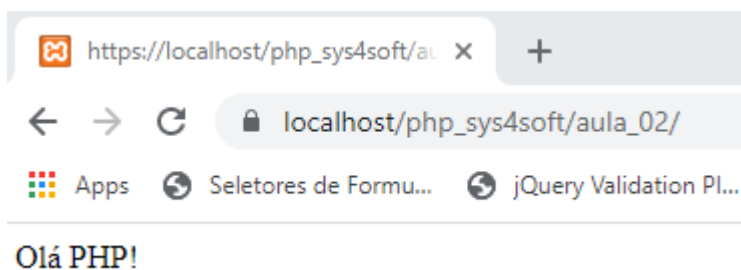 https://localhost/php_sys4soft/au
localhost/php_sys4soft/aula_02/
Apps Seletores de Formu... jQuery Validation Pl...
Olá PHP!